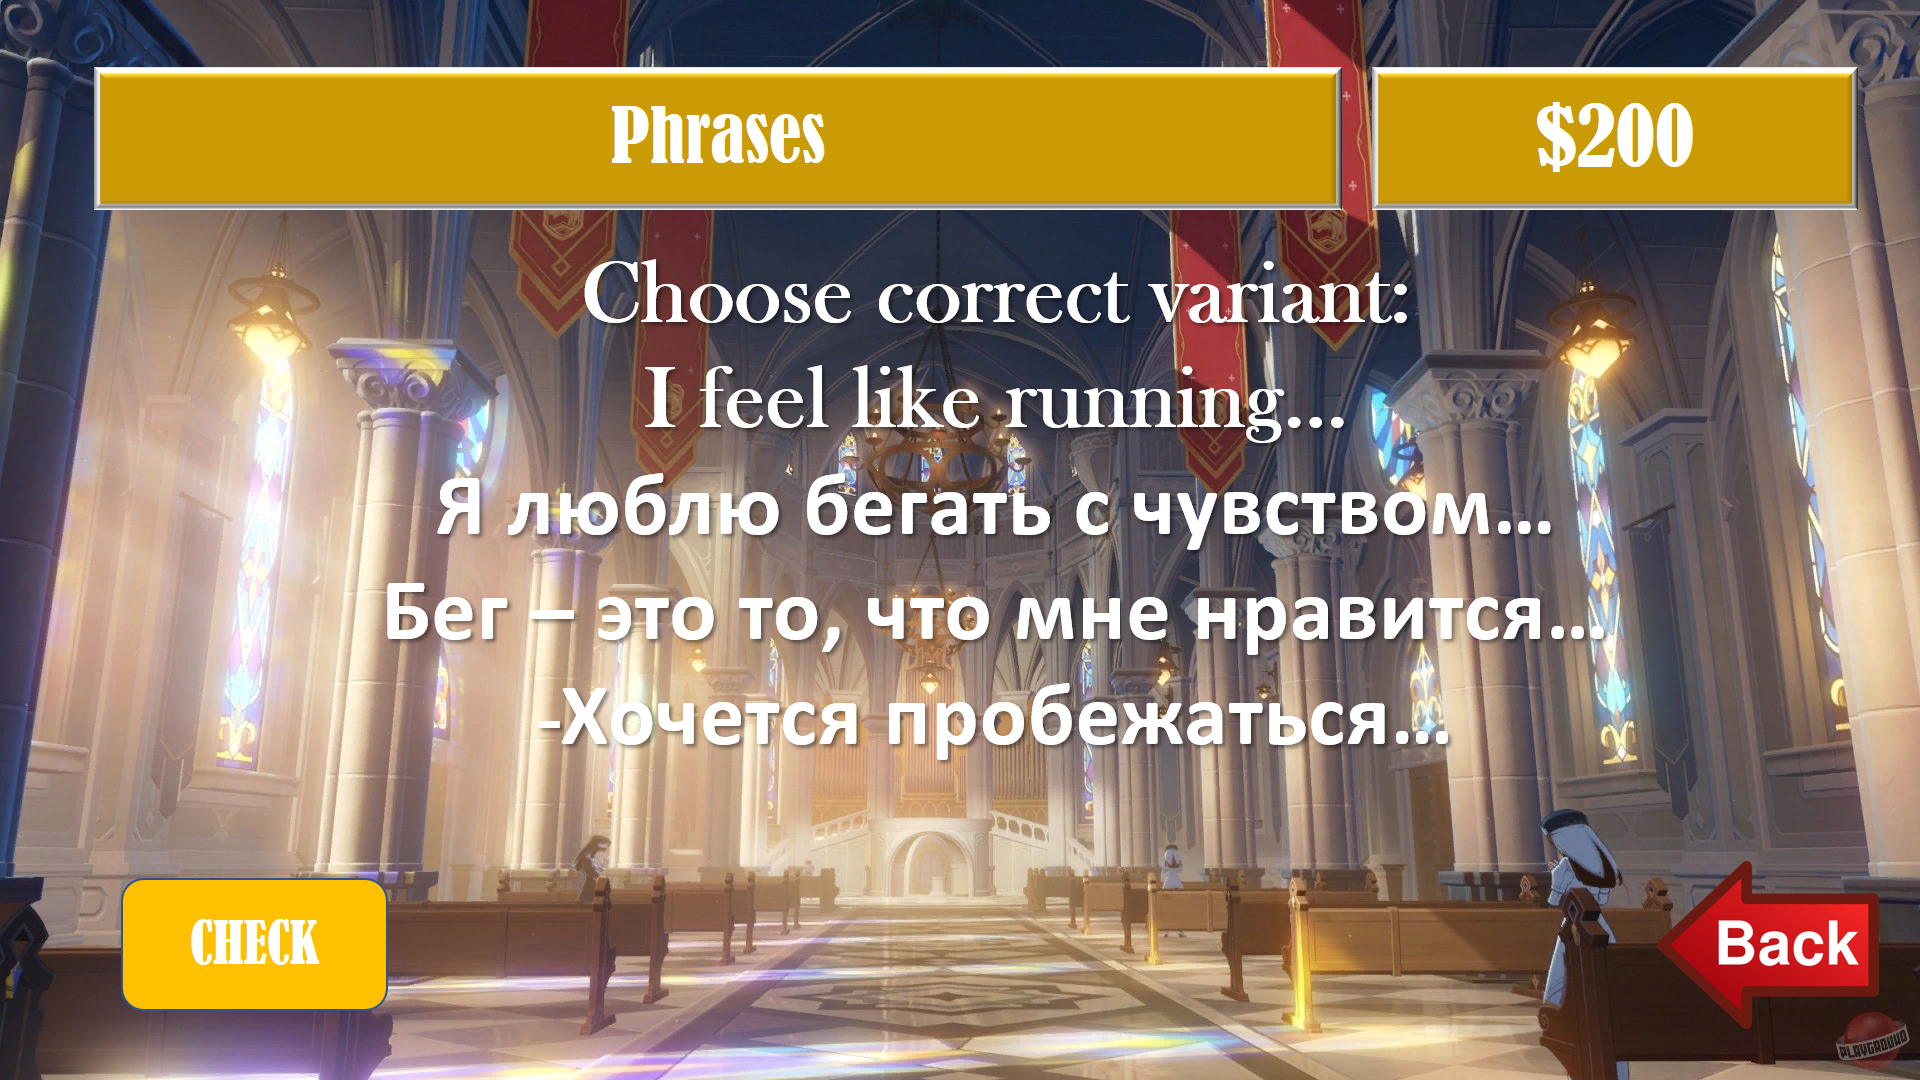 Phrases
$200
Choose correct variant:
I feel like running...
Я люблю бегать с чувством...
Бег – это то, что мне нравится...
-Хочется пробежаться...
CHECK
Back
PLAYGROUND